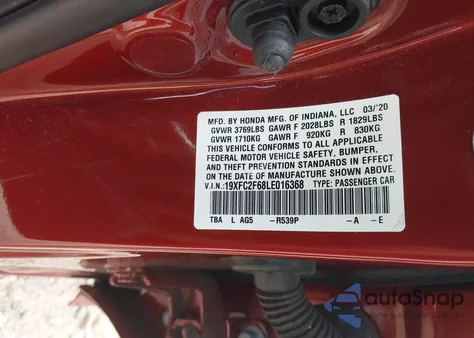 MFD. BY HONDA MFG. OF INDIANA, LLC 03/20
GVWR 3769LBS GAWR F 2028LBS R 1829LBS
GVWR 1710KG GAWR F 920KG R 830KG
THIS VEHICLE CONFORMS TO ALL APPLICABLE
FEDERAL MOTOR VEHICLE SAFETY, BUMPER,
AND THEFT PREVENTION STANDARDS IN EFFECT
ON THE DATE OF MANUFACTURE SHOWN ABOVE.
V.I.N.:19XFC2F68LE016368 TYPE: PASSENGER CAR
TBA L AG5 -R539P -A -E
autoSnap